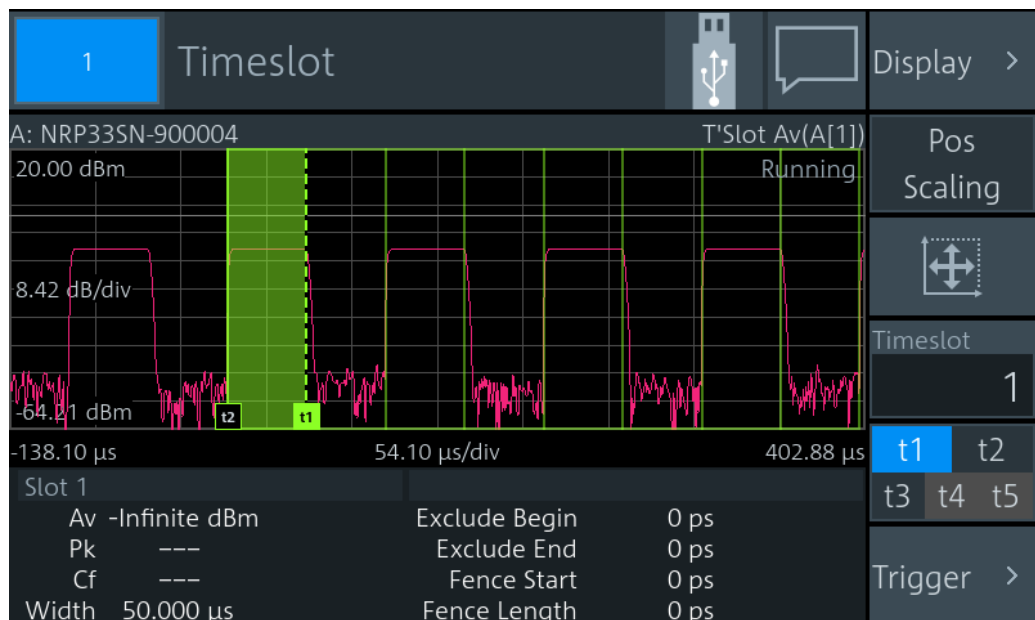 1
Timeslot
Display >
A: NRP33SN-900004
T'Slot Av(A[1])
20.00 dBm
Running
8.42 dB/div
-64.21 dBm
t2
t1
-138.10 µs
54.10 µs/div
402.88 µs
Pos
Scaling
Timeslot
1
t1 t2
t3 t4 t5
Trigger >
Slot 1
Av -Infinite dBm
Exclude Begin 0 ps
Pk ---
Exclude End 0 ps
Cf ---
Fence Start 0 ps
Width 50.000 µs
Fence Length 0 ps